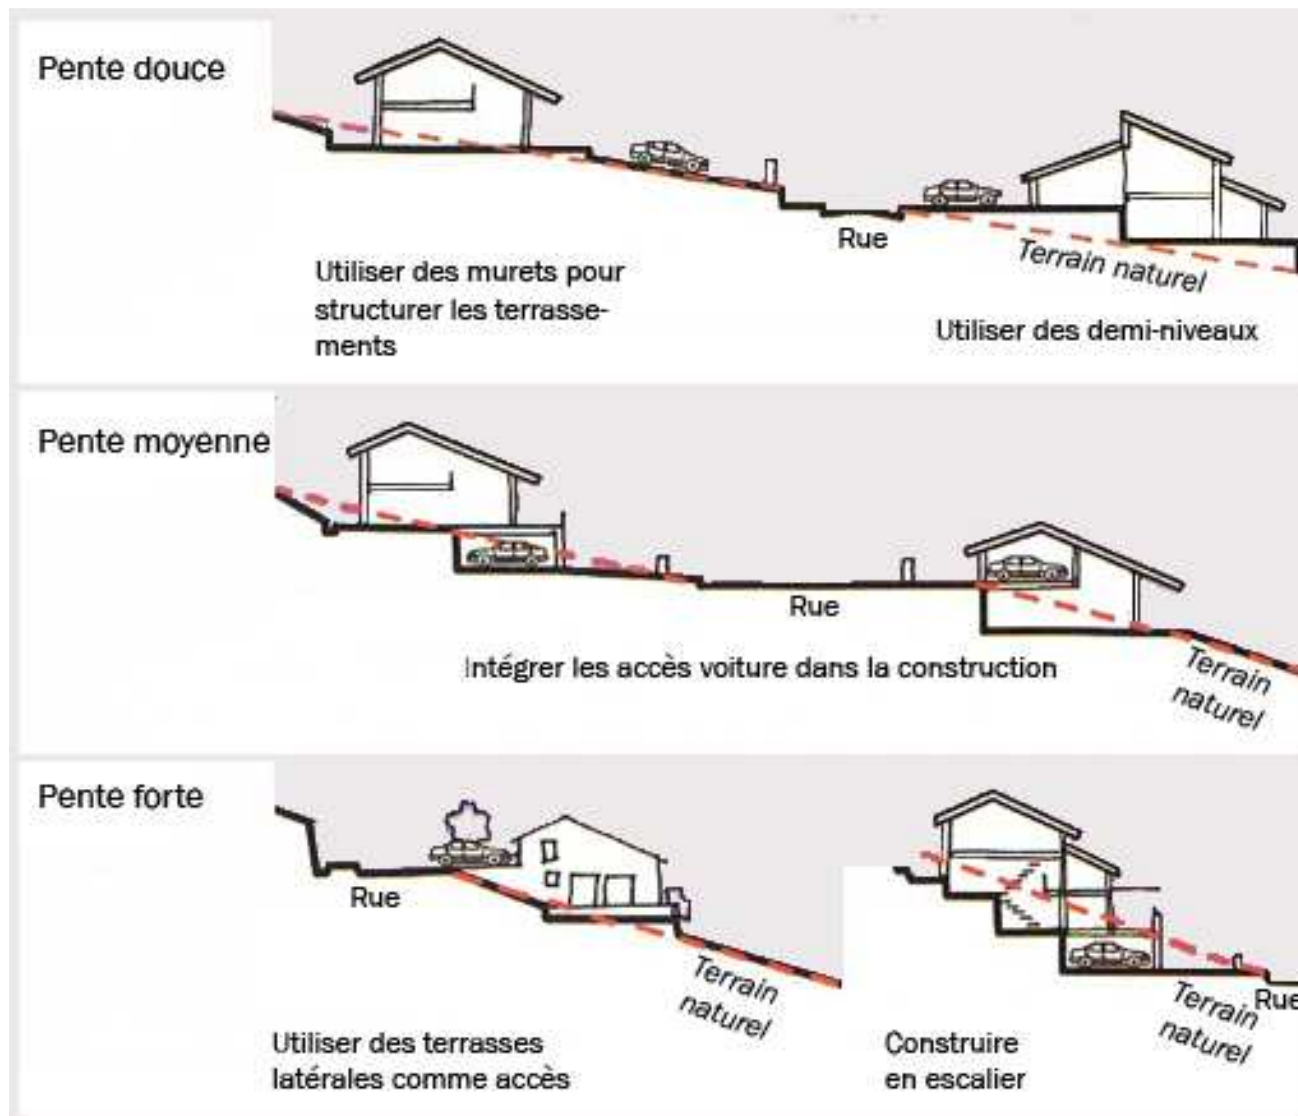 Pente douce
Rue
Terrain naturel
Utiliser des murets pour
structurer les terrasse-
ments
Utiliser des demi-niveaux
Pente moyenne
Rue
Intégrer les accès voiture dans la construction
Terrain
naturel
Pente forte
Rue
Terrain
naturel
Utiliser des terrasses
latérales comme accès
Terrain
naturel
Rue
Construire
en escalier